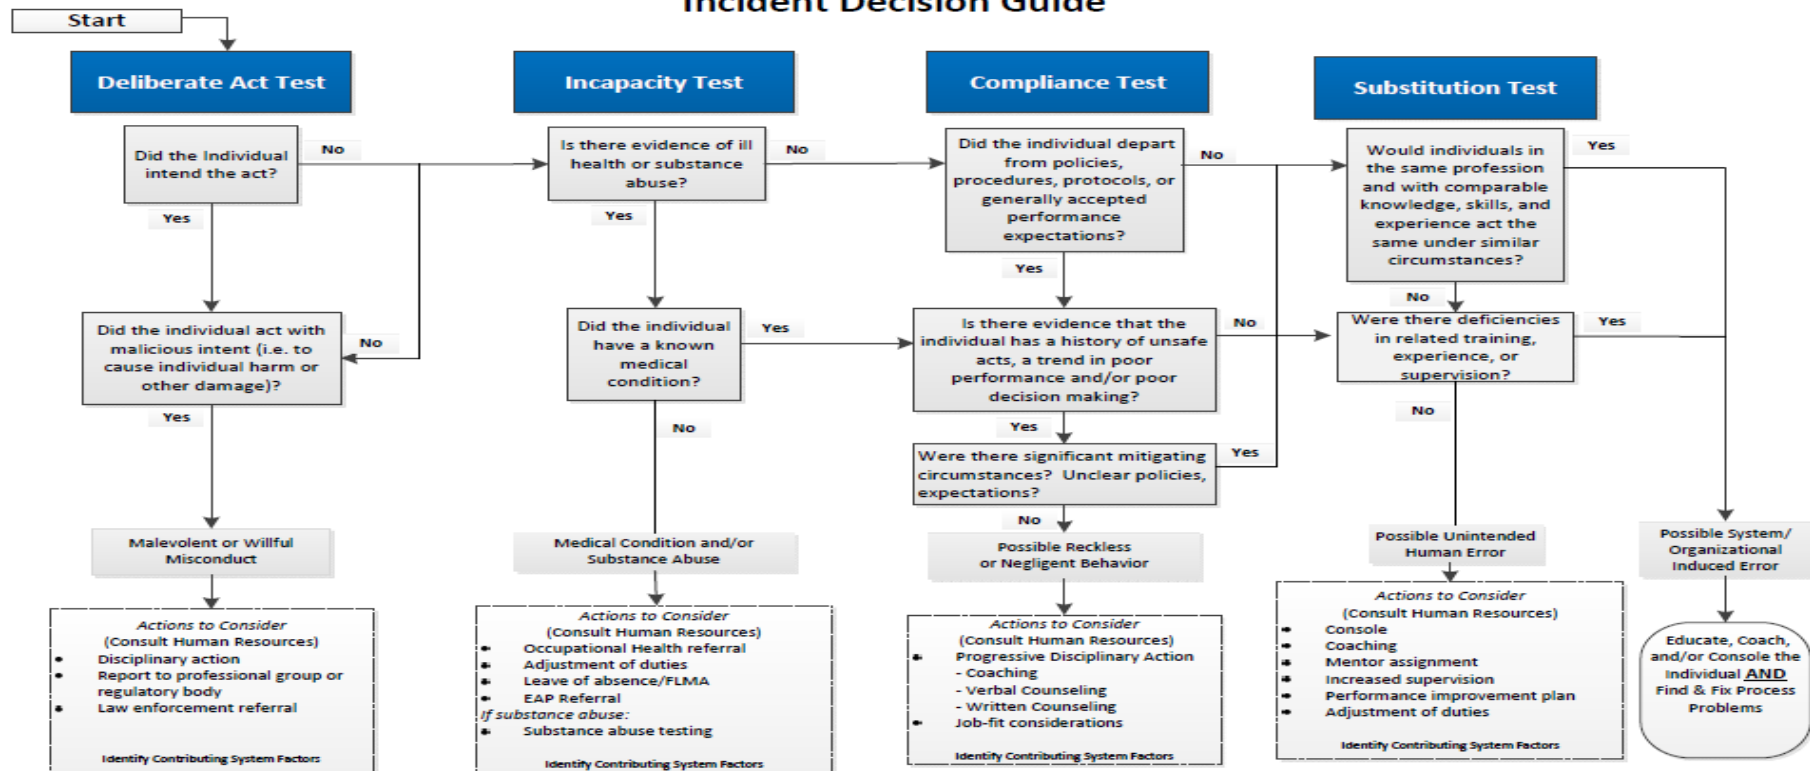 Incident Decision Guide
Start
Deliberate Act Test
Did the Individual
intend the act?
No
Yes
Did the individual act with
malicious intent (i.e. to
cause individual harm or
other damage)?
No
Yes
Malevolent or Willful
Misconduct
Actions to Consider
(Consult Human Resources)
• Disciplinary action
• Report to professional group or
regulatory body
• Law enforcement referral
Identify Contributing System Factors
Incapacity Test
Is there evidence of ill
health or substance
abuse?
No
Yes
Did the individual
have a known
medical
condition?
Yes
No
Medical Condition and/or
Substance Abuse
Actions to Consider
(Consult Human Resources)
• Occupational Health referral
• Adjustment of duties
• Leave of absence/FLMA
• EAP Referral
If substance abuse:
• Substance abuse testing
Identify Contributing System Factors
Compliance Test
Did the individual depart
from policies,
procedures, protocols, or
generally accepted
performance
expectations?
No
Yes
Is there evidence that the
individual has a history of unsafe
acts, a trend in poor
performance and/or poor
decision making?
No
Yes
Were there significant mitigating
circumstances? Unclear policies,
expectations?
Yes
No
Possible Reckless
or Negligent Behavior
Actions to Consider
(Consult Human Resources)
• Progressive Disciplinary Action
- Coaching
- Verbal Counseling
- Written Counseling
• Job-fit considerations
Identify Contributing System Factors
Substitution Test
Would individuals in
the same profession
and with comparable
knowledge, skills, and
experience act the
same under similar
circumstances?
Yes
No
Were there deficiencies
in related training,
experience, or
supervision?
Yes
No
Possible Unintended
Human Error
Actions to Consider
(Consult Human Resources)
• Console
• Coaching
• Mentor assignment
• Increased supervision
• Performance improvement plan
• Adjustment of duties
Identify Contributing System Factors
Possible System/
Organizational
Induced Error
Educate, Coach,
and/or Console the
Individual AND
Find & Fix Process
Problems